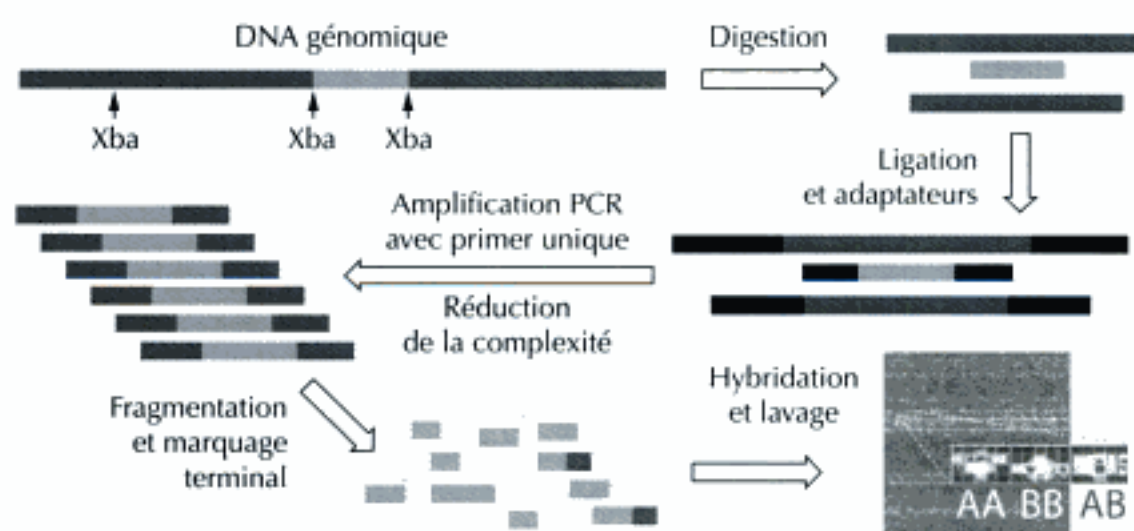 DNA génomique
Digestion
Xba
Xba
Xba
Ligation
et adaptateurs
Amplification PCR
avec primer unique
Réduction
de la complexité
Fragmentation
et marquage
terminal
Hybridation
et lavage
AA BB AB